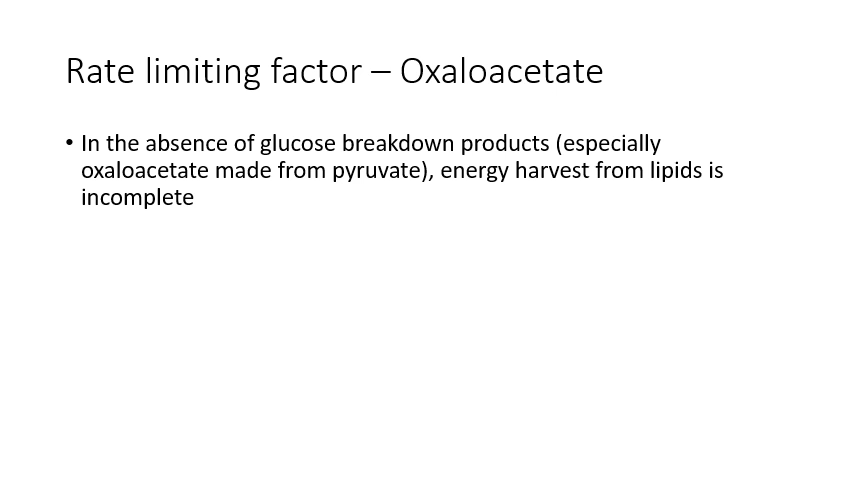 Rate limiting factor – Oxaloacetate
• In the absence of glucose breakdown products (especially
oxaloacetate made from pyruvate), energy harvest from lipids is
incomplete